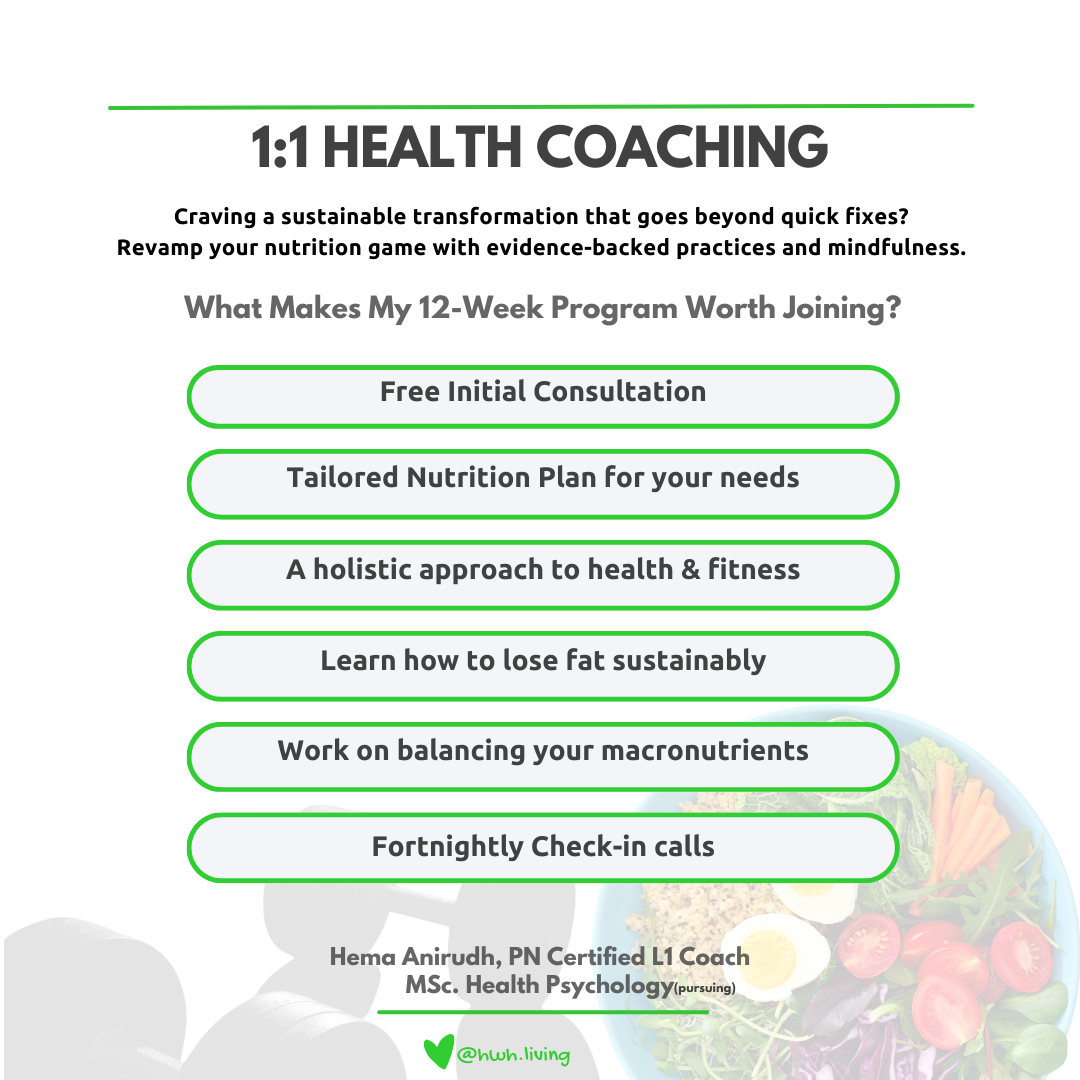 1:1 HEALTH COACHING
Craving a sustainable transformation that goes beyond quick fixes?
Revamp your nutrition game with evidence-backed practices and mindfulness.
What Makes My 12-Week Program Worth Joining?
Free Initial Consultation
Tailored Nutrition Plan for your needs
A holistic approach to health & fitness
Learn how to lose fat sustainably
Work on balancing your macronutrients
Fortnightly Check-in calls
Hema Anirudh, PN Certified L1 Coach
MSc. Health Psychology(pursuing)
@hwh.living